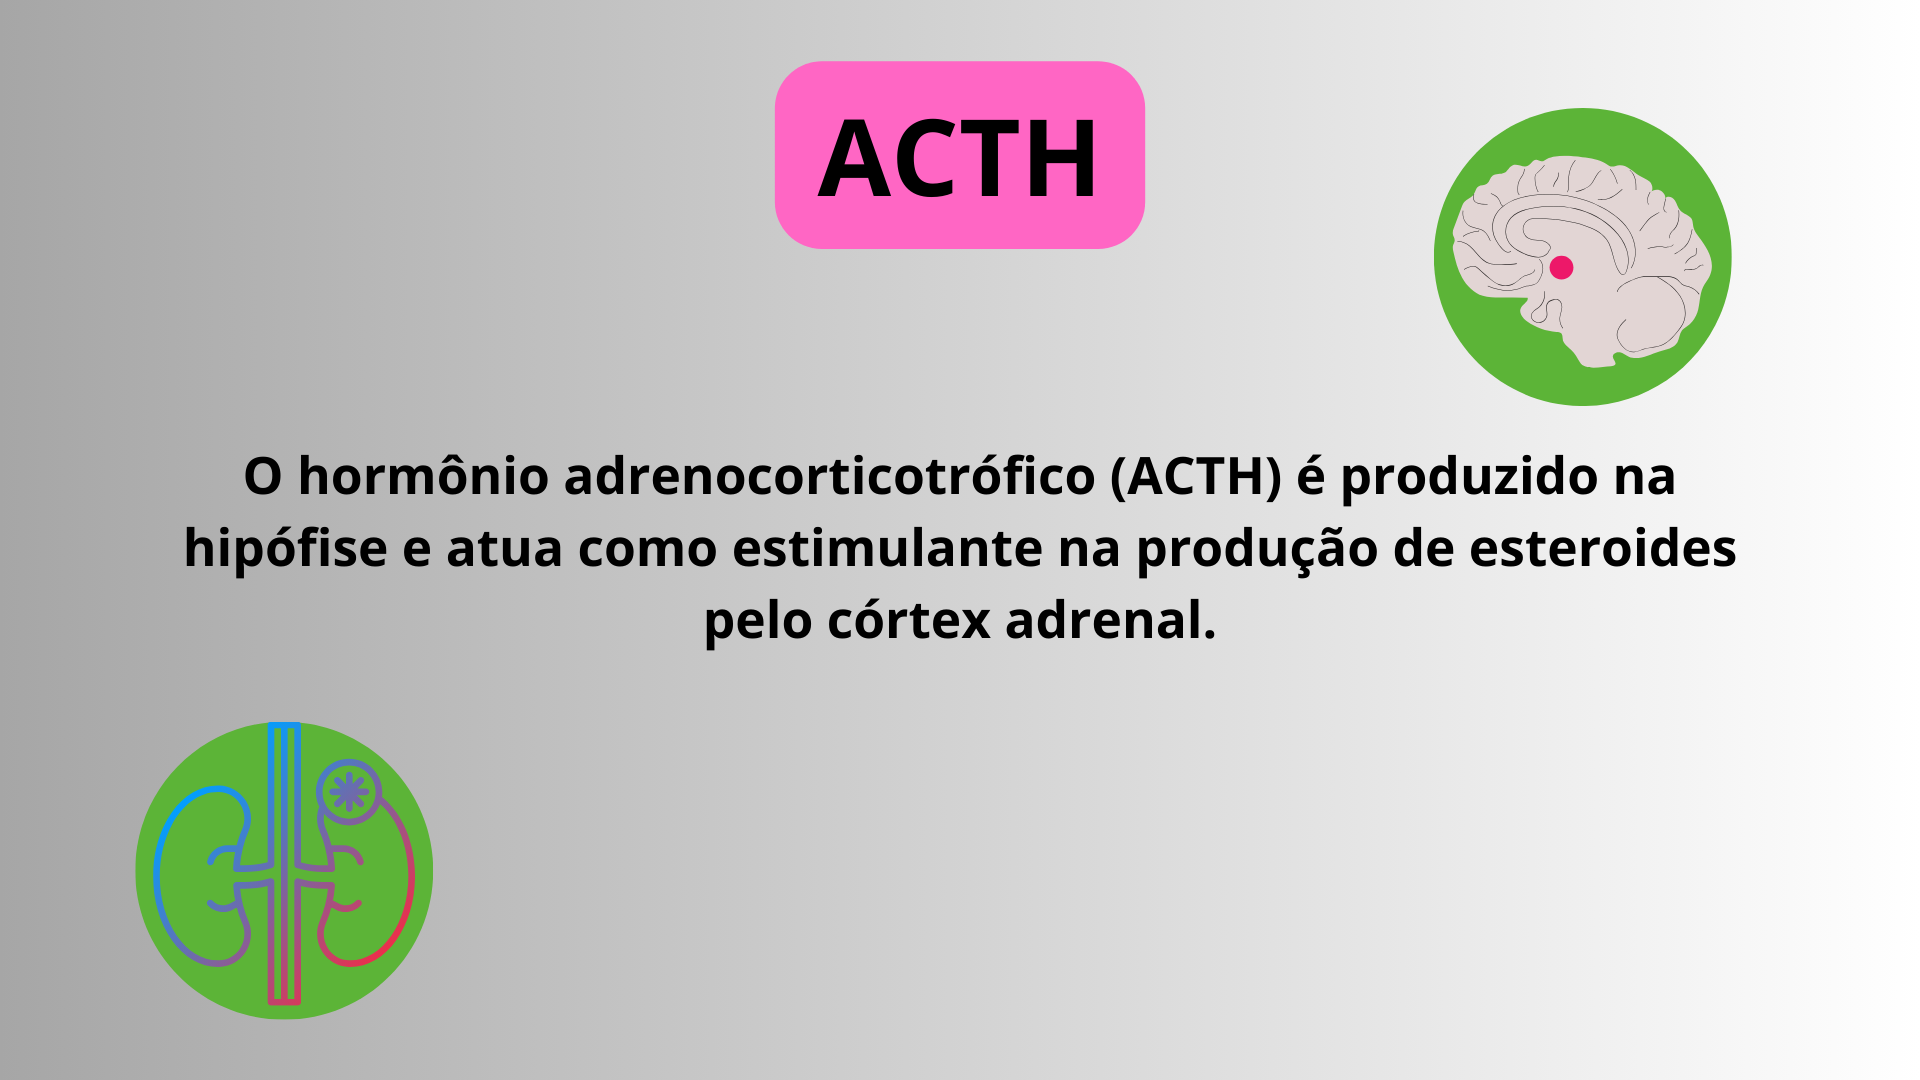 ACTH
O hormônio adrenocorticotrófico (ACTH) é produzido na
hipófise e atua como estimulante na produção de esteroides
pelo córtex adrenal.